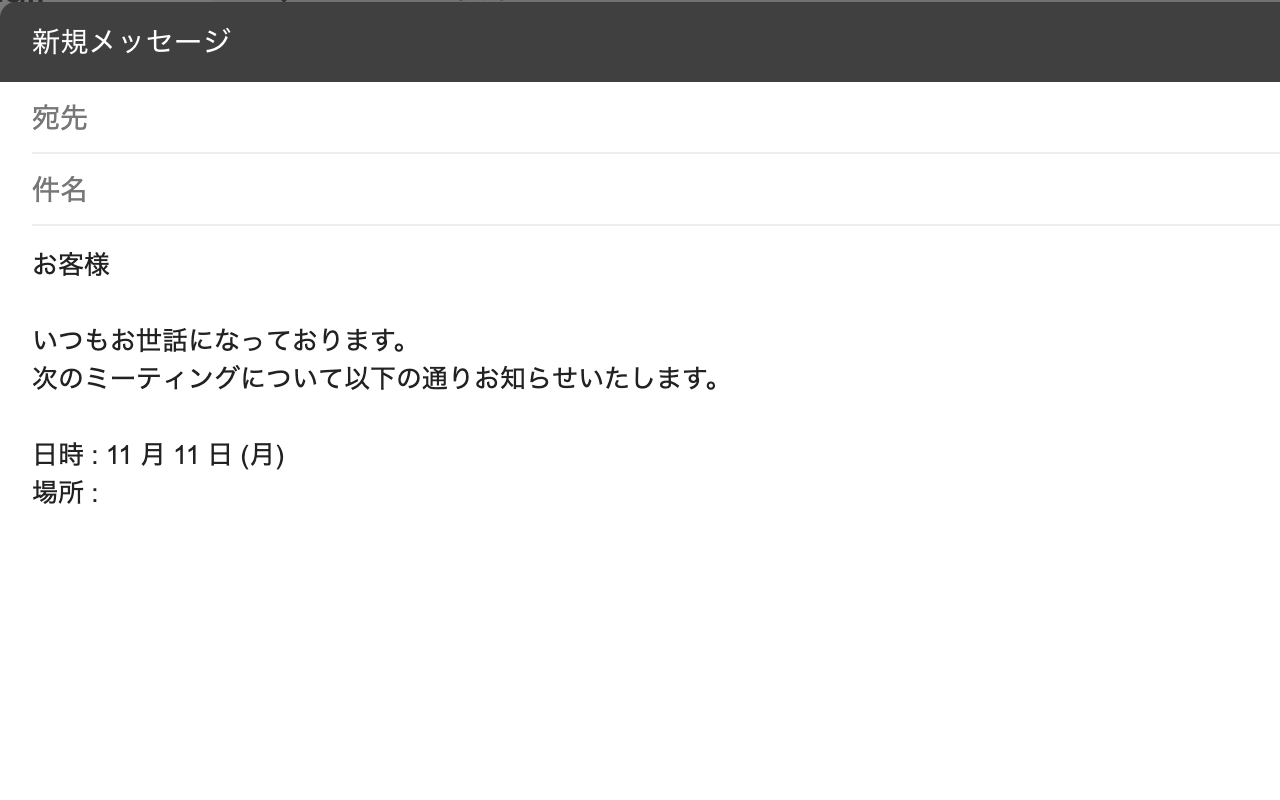 新規メッセージ
宛先
件名
お客様
いつもお世話になっております。
次のミーティングについて以下の通りお知らせいたします。
日時 : 11 月 11 日 (月)
場所 :